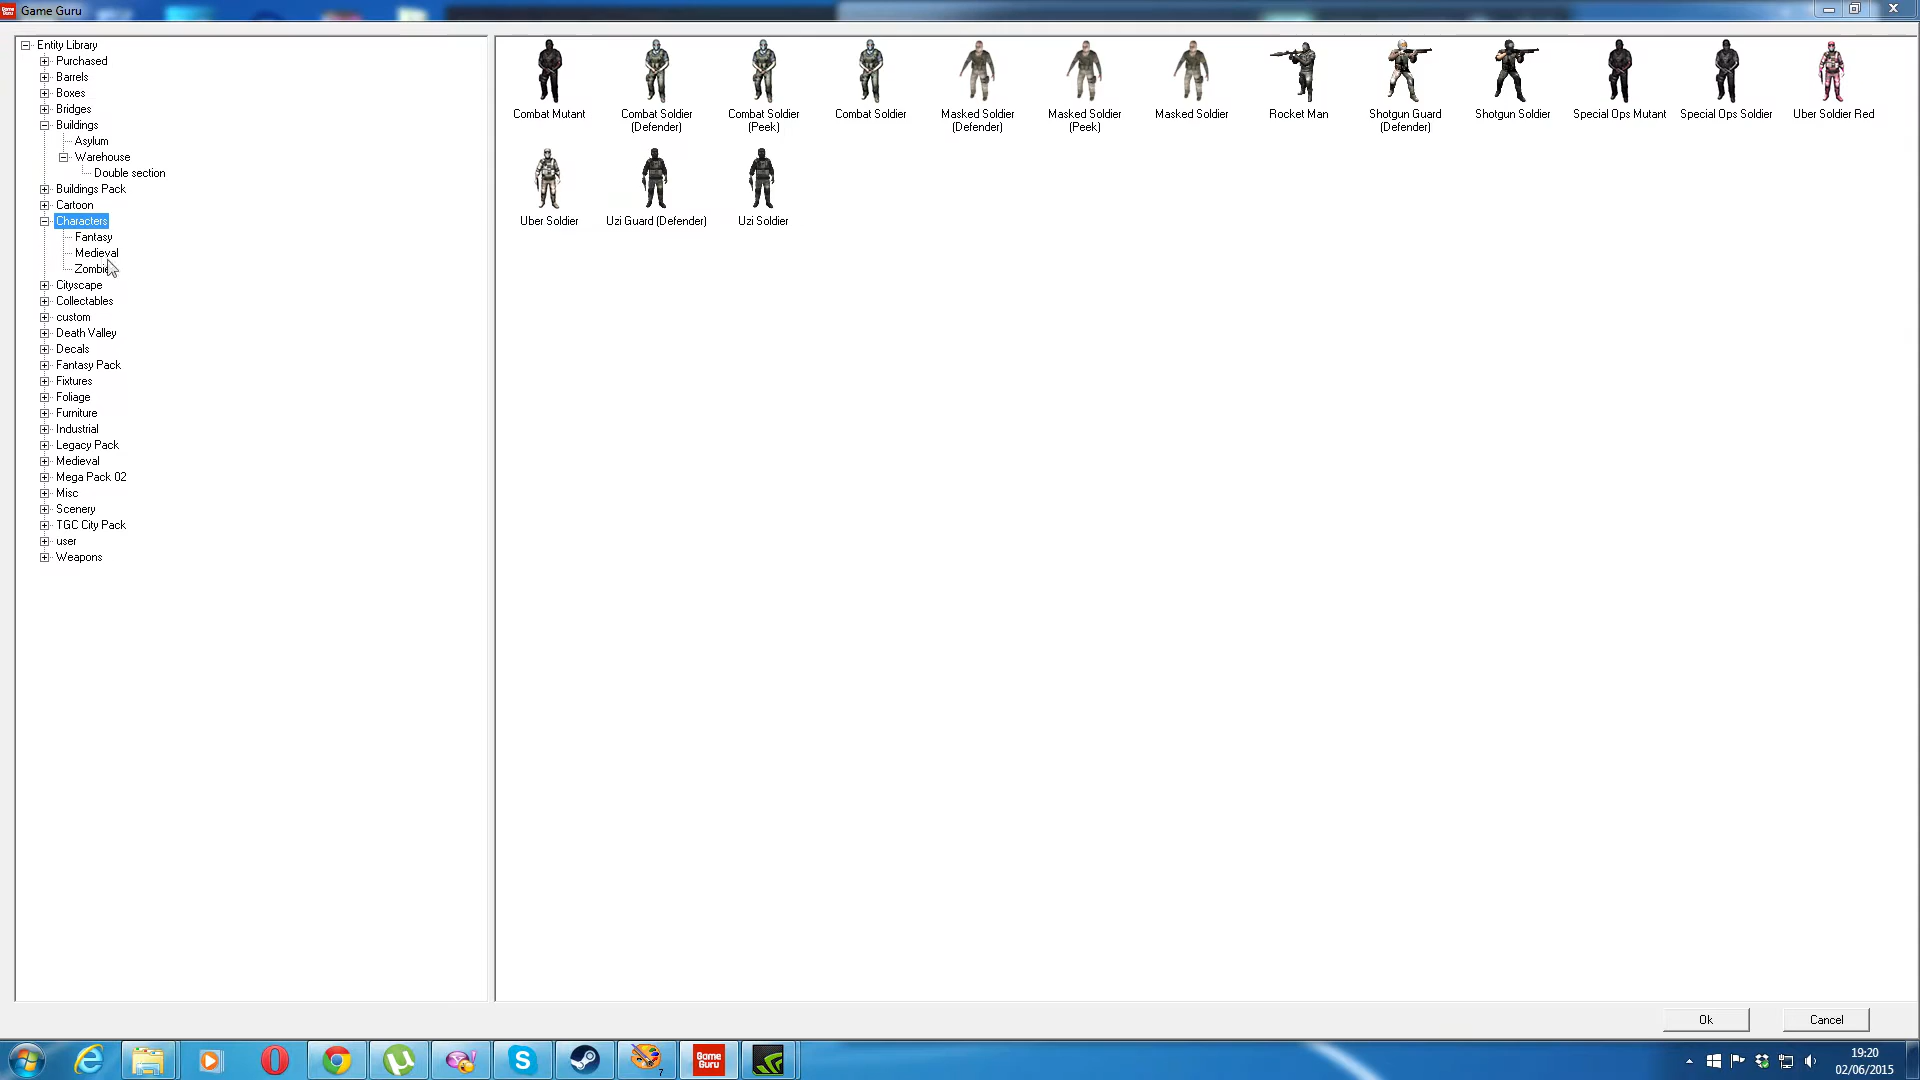 Game Guru
Entity Library
Purchased
Barrels
Boxes
Bridges
Buildings
Asylum
Warehouse
Double section
Buildings Pack
Cartoon
Characters
Fantasy
Medieval
Zombie
Cityscape
Collectables
custom
Death Valley
Decals
Fantasy Pack
Fixtures
Foliage
Furniture
Industrial
Legacy Pack
Medieval
Mega Pack 02
Misc
Scenery
TGC City Pack
user
Weapons
Combat Mutant
Combat Soldier
(Defender)
Combat Soldier
(Peek)
Combat Soldier
Masked Soldier
(Defender)
Masked Soldier
(Peek)
Masked Soldier
Rocket Man
Shotgun Guard
(Defender)
Shotgun Soldier
Special Ops Mutant
Special Ops Soldier
Uber Soldier Red
Uber Soldier
Uzi Guard (Defender)
Uzi Soldier
Ok
Cancel
7
Game
Guru
19:20
02/06/2015